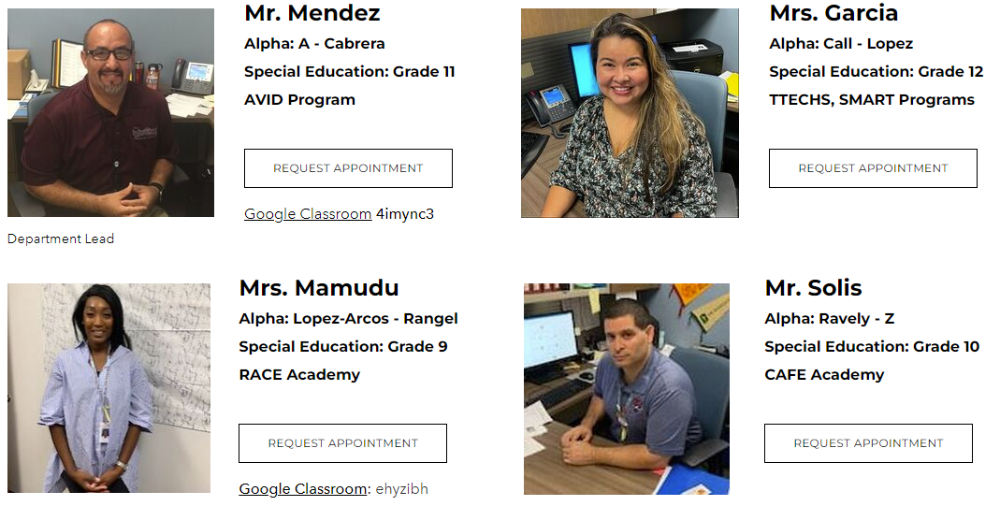 Mr. Mendez
Alpha: A - Cabrera
Special Education: Grade 11
AVID Program
REQUEST APPOINTMENT
Google Classroom 4imync3
Department Lead
Mrs. Garcia
Alpha: Call - Lopez
Special Education: Grade 12
TTECHS, SMART Programs
REQUEST APPOINTMENT
Mrs. Mamudu
Alpha: Lopez-Arcos - Rangel
Special Education: Grade 9
RACE Academy
REQUEST APPOINTMENT
Google Classroom: ehyzibh
Mr. Solis
Alpha: Ravely - Z
Special Education: Grade 10
CAFE Academy
REQUEST APPOINTMENT